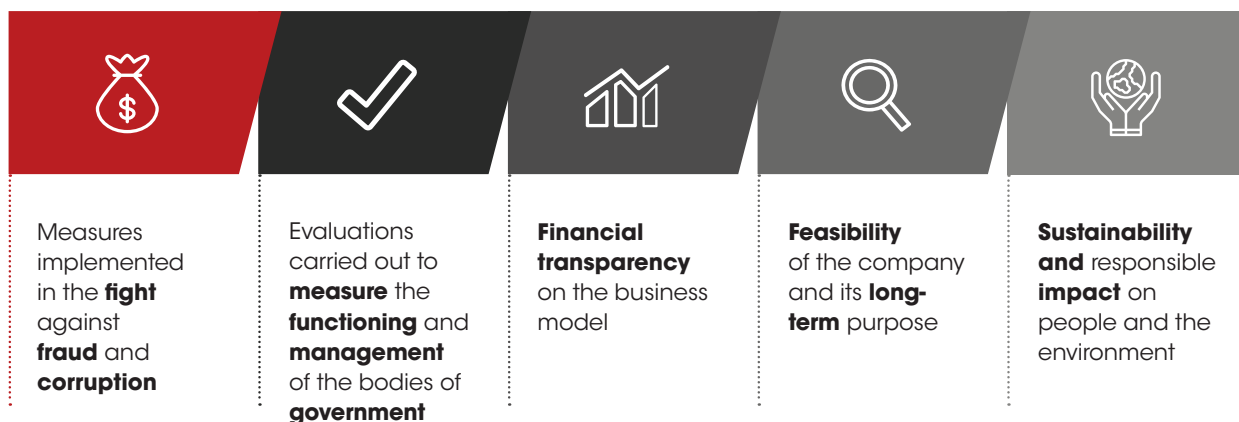 $
Measures
implemented
in the fight
against
fraud and
corruption
Evaluations
carried out to
measure the
functioning and
management
of the bodies of
government
Financial
transparency
on the business
model
Feasibility
of the company
and its long-
term purpose
Sustainability
and responsible
impact on
people and the
environment